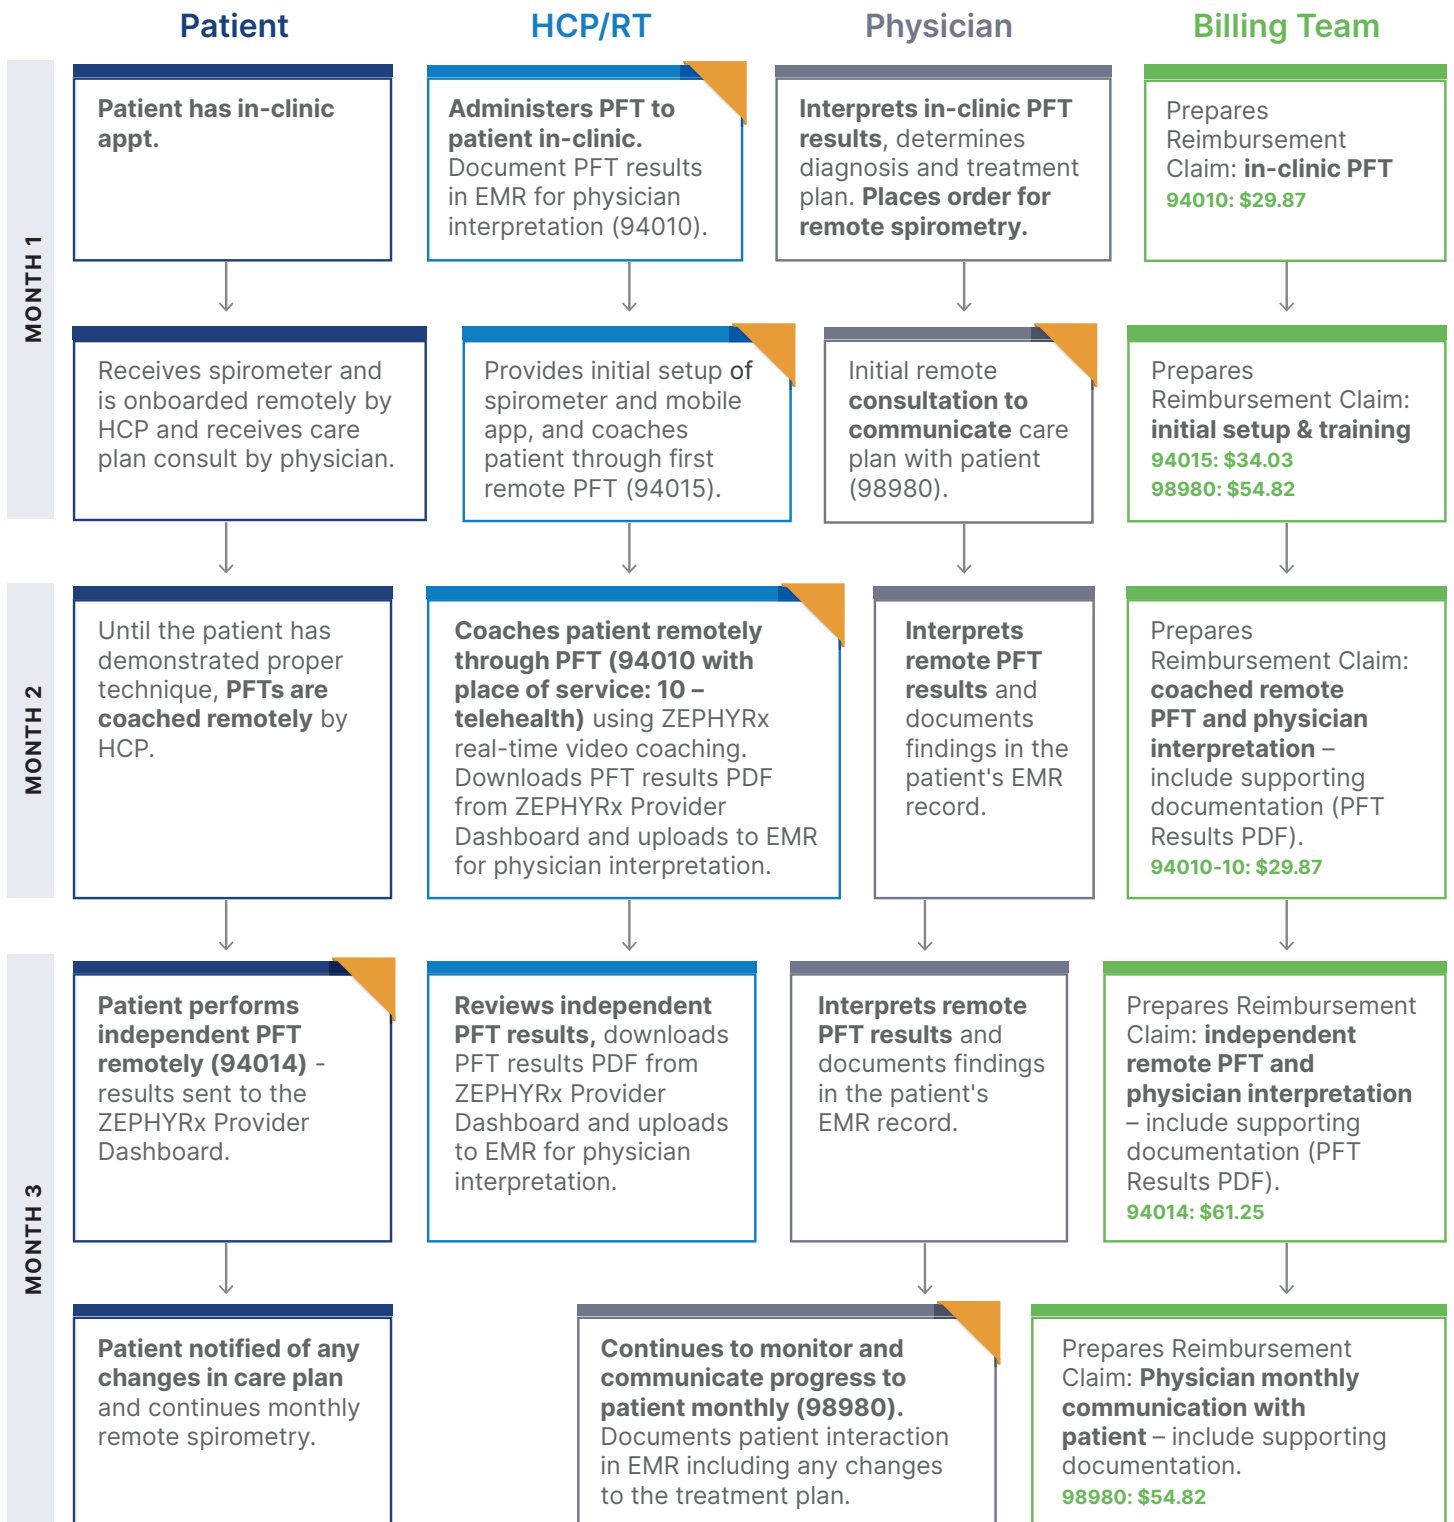 Patient
HCP/RT
Physician
Billing Team
MONTH 1
Patient has in-clinic
appt.
Administers PFT to
patient in-clinic.
Document PFT results
in EMR for physician
interpretation (94010).
Interprets in-clinic PFT
results, determines
diagnosis and treatment
plan. Places order for
remote spirometry.
Prepares
Reimbursement
Claim: in-clinic PFT
94010: $29.87
Receives spirometer and
is onboarded remotely by
HCP and receives care
plan consult by physician.
Provides initial setup of
spirometer and mobile
app, and coaches
patient through first
remote PFT (94015).
Initial remote
consultation to
communicate care
plan with patient
(98980).
Prepares
Reimbursement Claim:
initial setup & training
94015: $34.03
98980: $54.82
MONTH 2
Until the patient has
demonstrated proper
technique, PFTs are
coached remotely by
HCP.
Coaches patient remotely
through PFT (94010 with
place of service: 10 –
telehealth) using ZEPHYRx
real-time video coaching.
Downloads PFT results PDF
from ZEPHYRx Provider
Dashboard and uploads to EMR
for physician interpretation.
Interprets
remote PFT
results and
documents
findings in the
patient's EMR
record.
Prepares
Reimbursement Claim:
coached remote
PFT and physician
interpretation –
include supporting
documentation (PFT
Results PDF).
94010-10: $29.87
MONTH 3
Patient performs
independent PFT
remotely (94014) -
results sent to the
ZEPHYRx Provider
Dashboard.
Reviews independent
PFT results, downloads
PFT results PDF from
ZEPHYRx Provider
Dashboard and uploads
to EMR for physician
interpretation.
Interprets remote
PFT results and
documents findings
in the patient's
EMR record.
Prepares Reimbursement
Claim: independent
remote PFT and
physician interpretation
– include supporting
documentation (PFT
Results PDF).
94014: $61.25
Patient notified of any
changes in care plan
and continues monthly
remote spirometry.
Continues to monitor and
communicate progress to
patient monthly (98980).
Documents patient interaction
in EMR including any changes
to the treatment plan.
Prepares Reimbursement
Claim: Physician monthly
communication with
patient – include supporting
documentation.
98980: $54.82